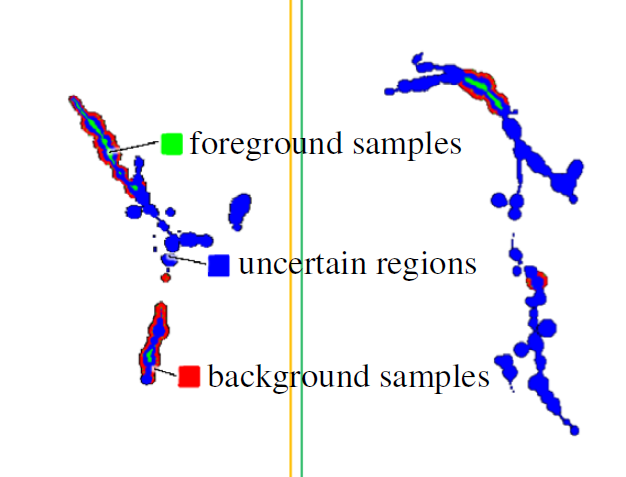 foreground samples
uncertain regions
background samples